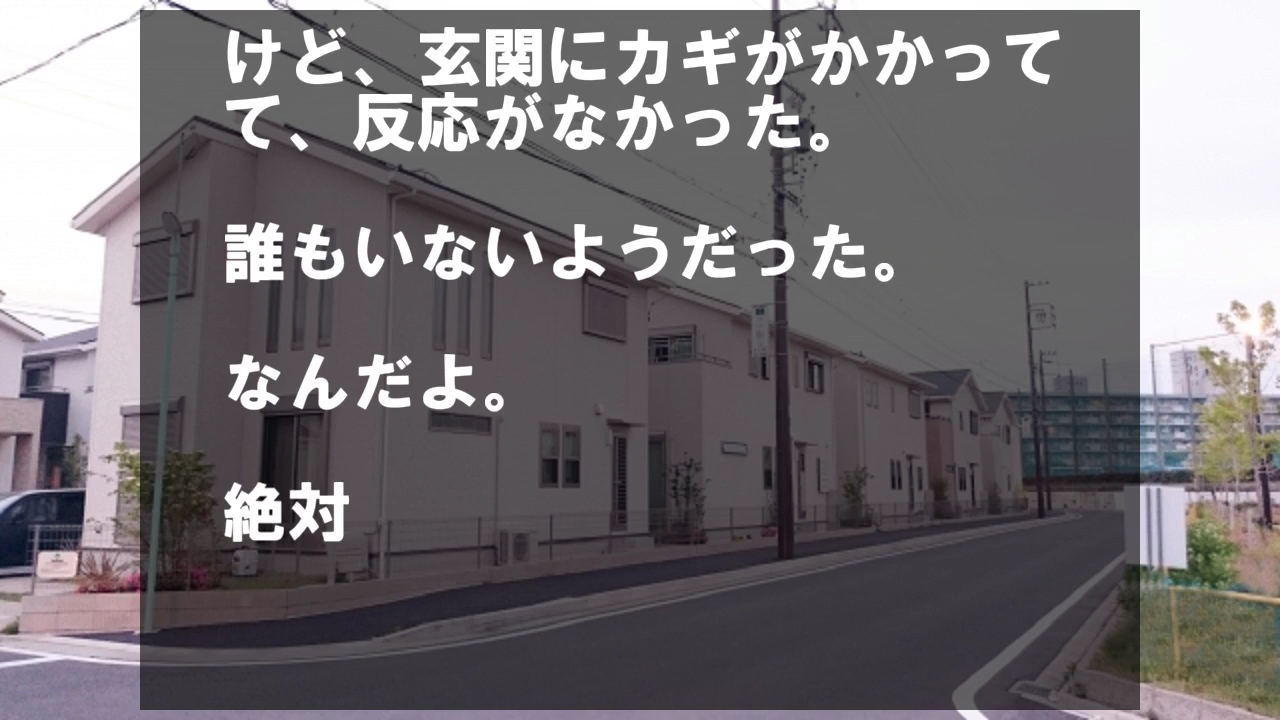 けど、玄関にカギがかかって
て、反応がなかった。
誰もいないようだった。
なんだよ。
絶対